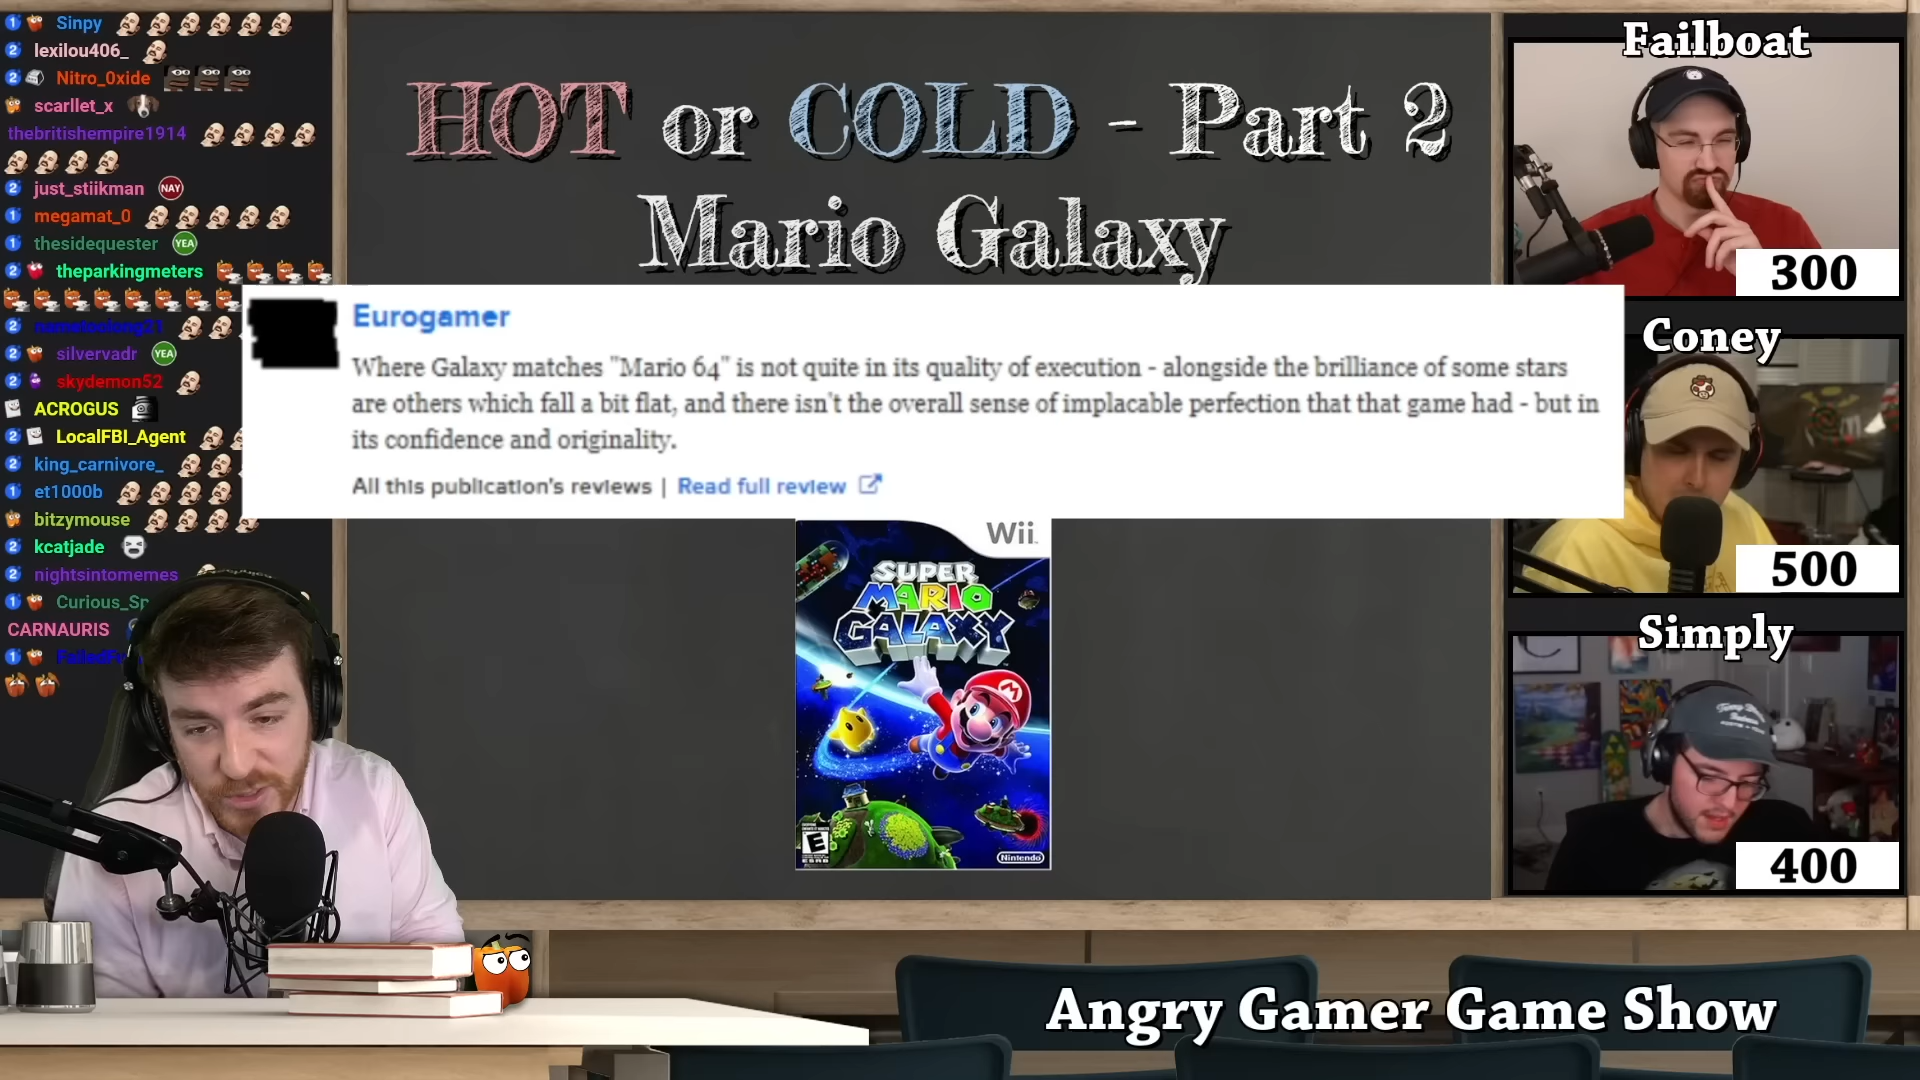 Sinpy
lexilou406_
Nitro_0xide
scarllet_x
thebritishempire1914
just_stiikman NAY
megamat_0
thesidequester YEA
theparkingmeters
nametoolong21
silvervadr YEA
skydemon52
ACROGUS
LocalFBI_Agent
king_carnivore_
et1000b
bitzymouse
kcatjade
nightsintomemes
CARNAURIS
HOT or COLD - Part 2
Mario Galaxy
Eurogamer
Where Galaxy matches "Mario 64" is not quite in its quality of execution - alongside the brilliance of some stars
are others which fall a bit flat, and there isn't the overall sense of implacable perfection that that game had - but in
its confidence and originality.
All this publication's reviews | Read full review
Wii
SUPER
MARIO
GALAXY
E
Nintendo
Failboat
300
Coney
500
Simply
400
Angry Gamer Game Show